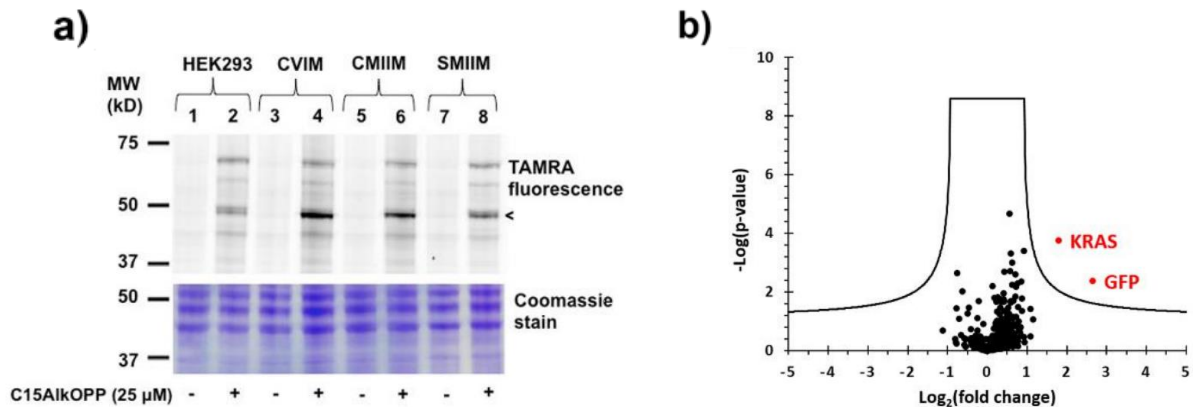 a)
HEK293 CVIM CMIIM SMIIM
MW
(kD)
1 2 3 4 5 6 7 8
75
50
37
TAMRA
fluorescence
<
50
37
Coomassie
stain
C15AlkOPP (25 µM) - + - + - + - +
b)
10
8
6
4
2
0
-Log(p-value)
KRAS
GFP
-5 -4 -3 -2 -1 0 1 2 3 4 5
Log₂(fold change)